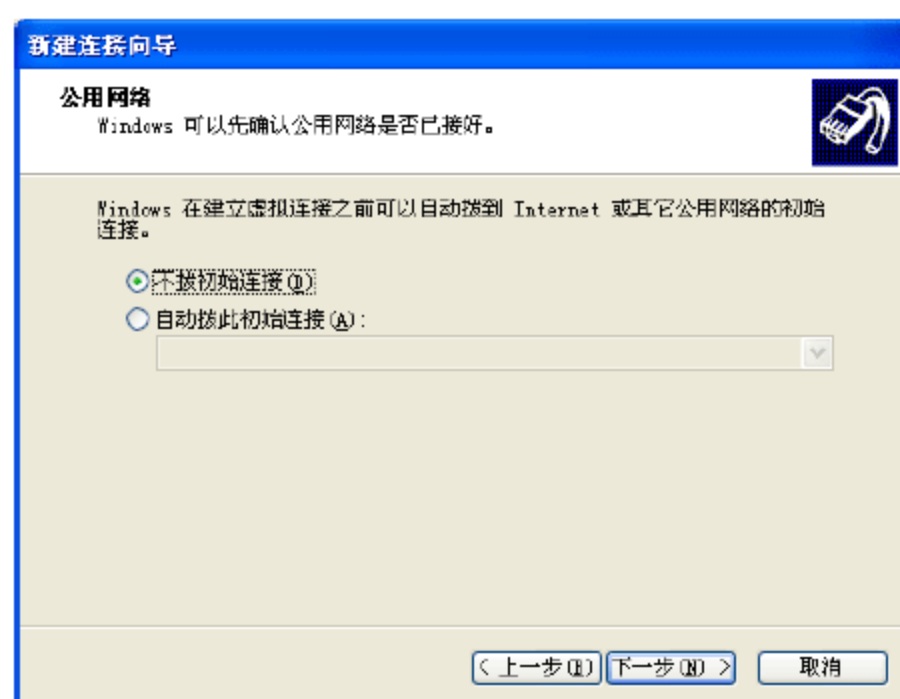 新建连接向导
公用网络
Windows 可以先确认公用网络是否已接好。
Windows 在建立虚拟连接之前可以自动拨到 Internet 或其它公用网络的初始
连接。
不拨初始连接(D)
自动拨此初始连接(A):
< 上一步(B) 下一步(N) > 取消